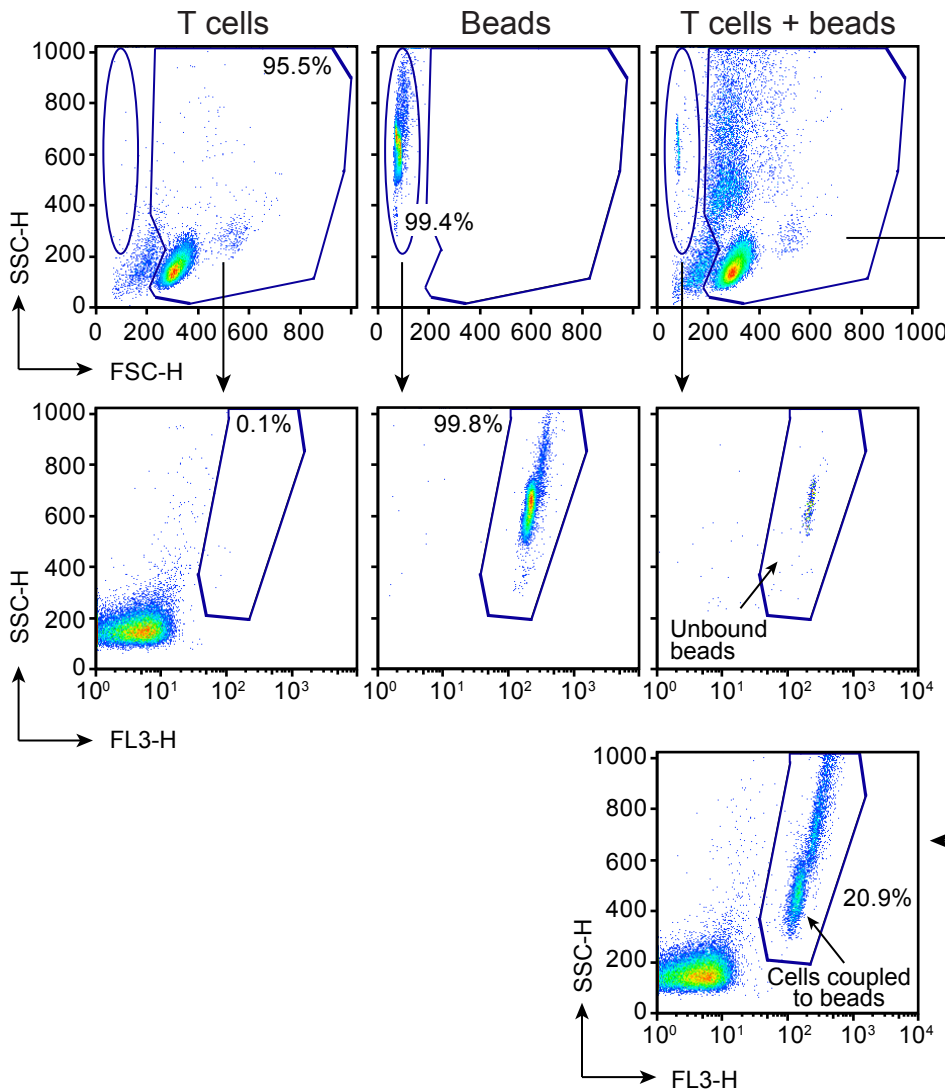 T cells
Beads
T cells + beads
1000
800
600
400
200
0
SSC-H
95.5%
99.4%
0 200 400 600 800
0 200 400 600 800
0 200 400 600 800 1000
FSC-H
1000
800
600
400
200
0
SSC-H
0.1%
99.8%
Unbound
beads
10⁰ 10¹ 10² 10³
10⁰ 10¹ 10² 10³
10⁰ 10¹ 10² 10³ 10⁴
FL3-H
1000
800
600
400
200
0
SSC-H
20.9%
Cells coupled
to beads
10⁰ 10¹ 10² 10³ 10⁴
FL3-H